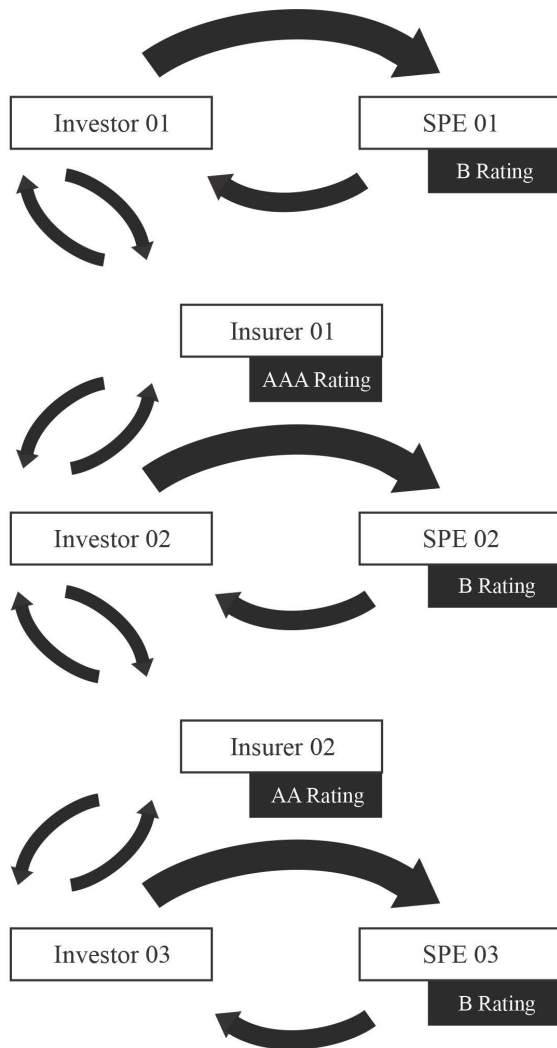 Investor 01
SPE 01
B Rating
Insurer 01
AAA Rating
Investor 02
SPE 02
B Rating
Insurer 02
AA Rating
Investor 03
SPE 03
B Rating